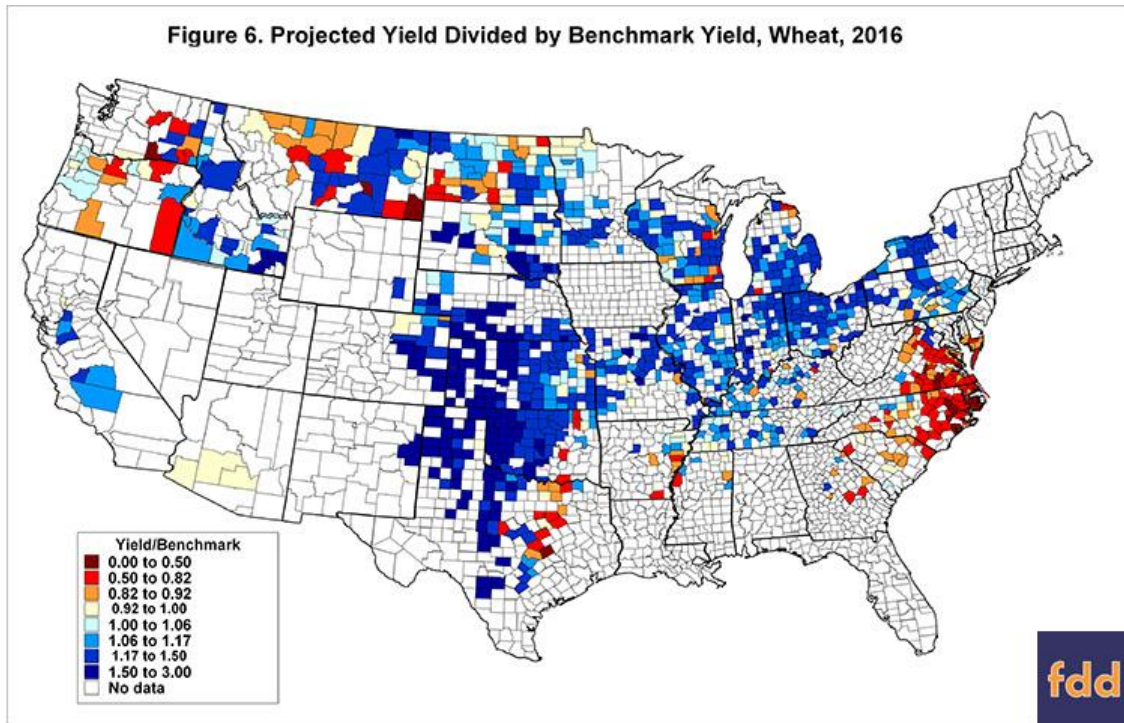 Figure 6. Projected Yield Divided by Benchmark Yield, Wheat, 2016
Yield/Benchmark
0.00 to 0.50
0.50 to 0.82
0.82 to 0.92
0.92 to 1.00
1.00 to 1.06
1.06 to 1.17
1.17 to 1.50
1.50 to 3.00
No data
fdd